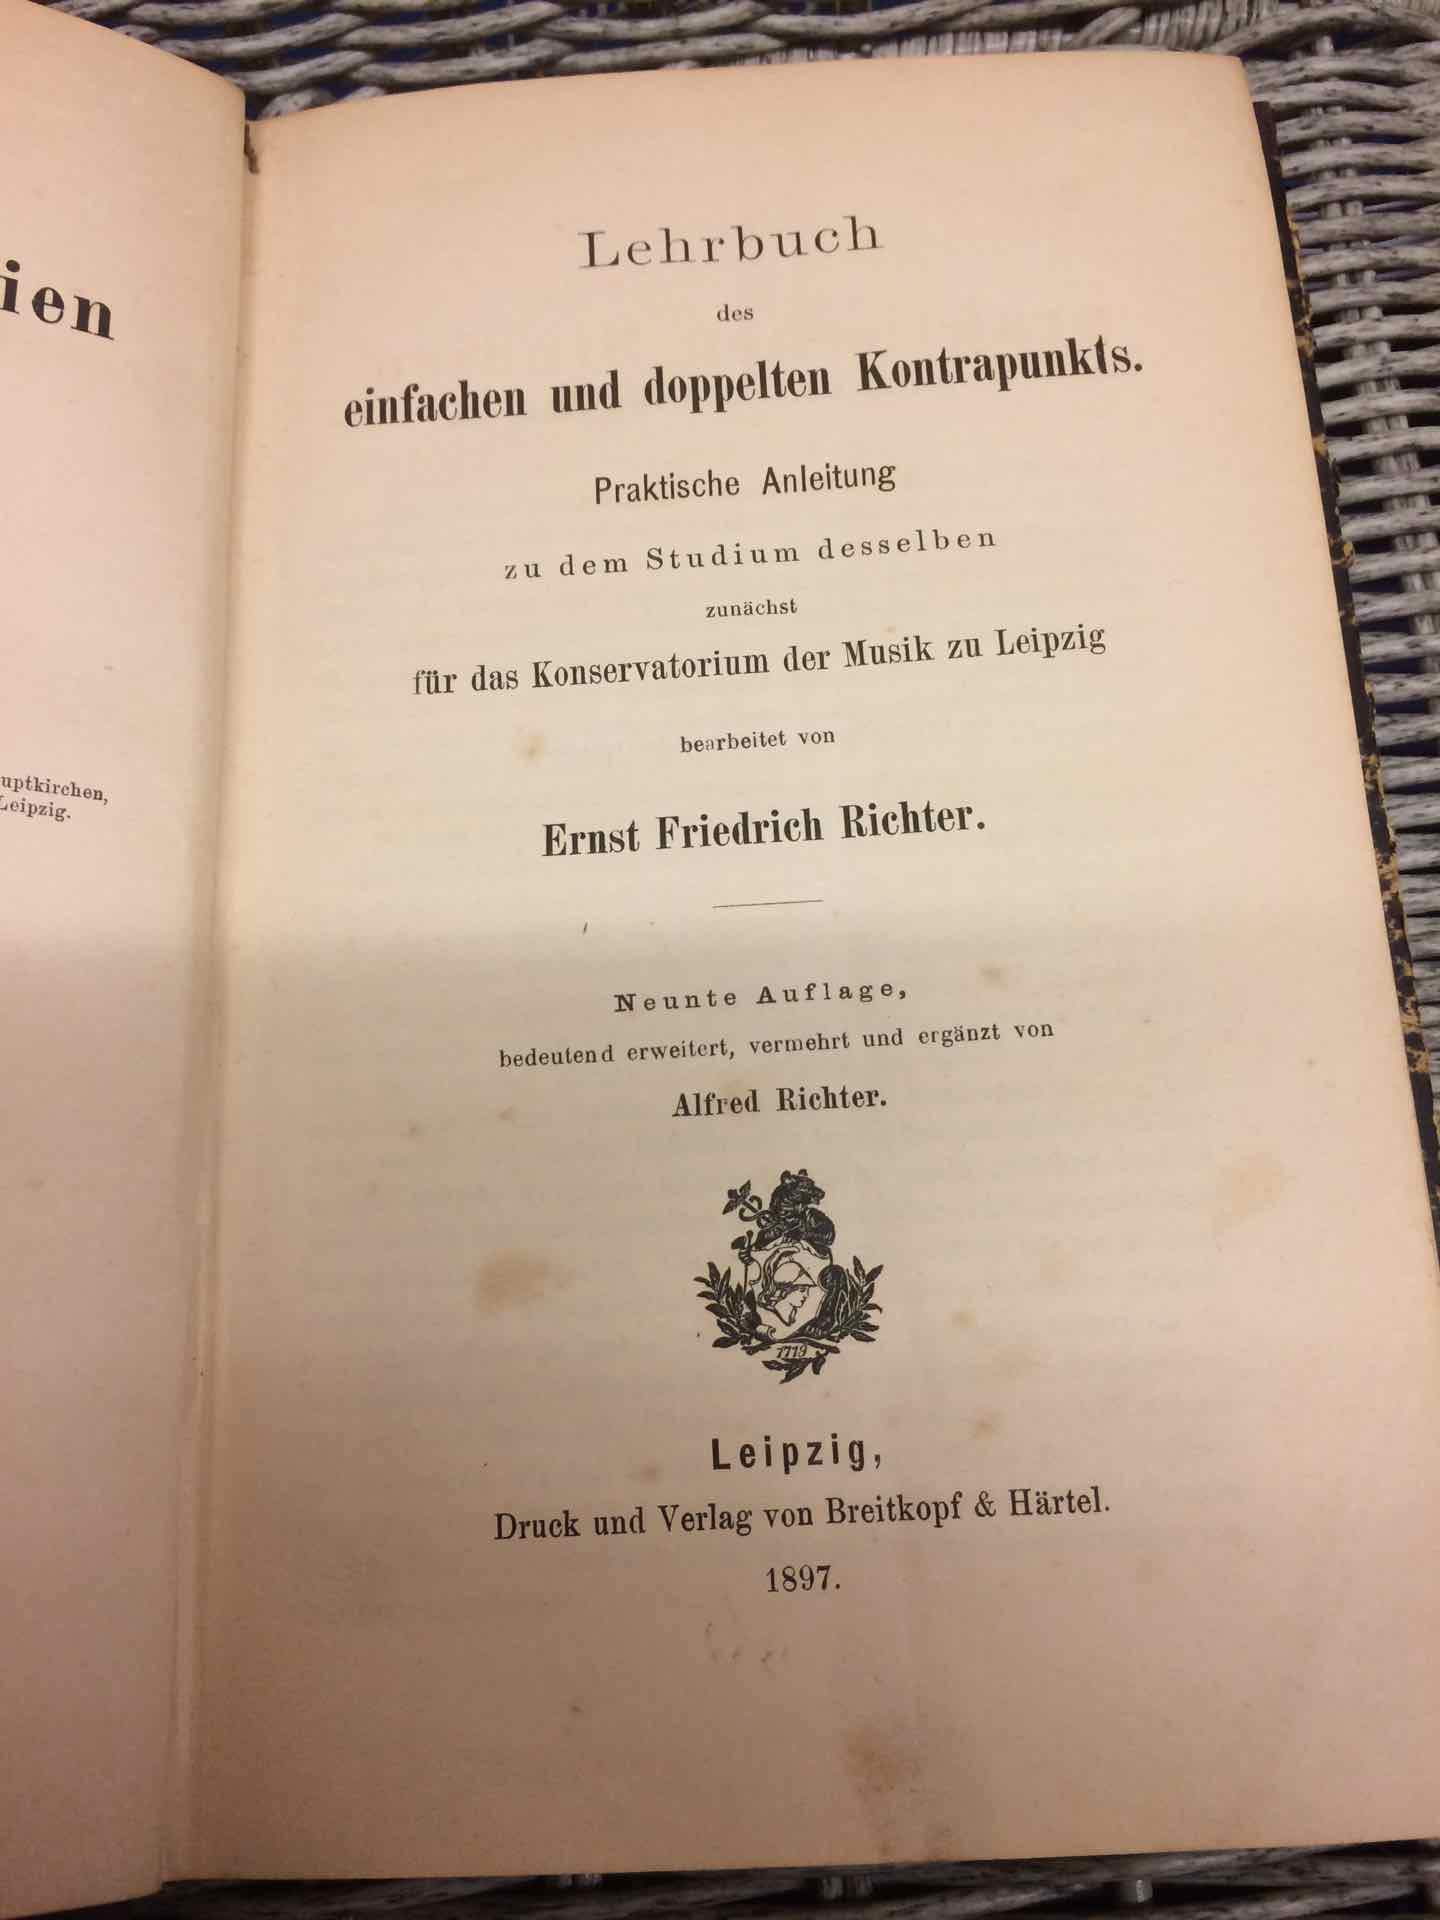 ien
uptkirchen,
Leipzig.
Lehrbuch
des
einfachen und doppelten Kontrapunkts.
Praktische Anleitung
zu dem Studium desselben
zunächst
für das Konservatorium der Musik zu Leipzig
bearbeitet von
Ernst Friedrich Richter.
Neunte Auflage,
bedeutend erweitert, vermehrt und ergänzt von
Alfred Richter.
1719
Leipzig,
Druck und Verlag von Breitkopf & Härtel.
1897.